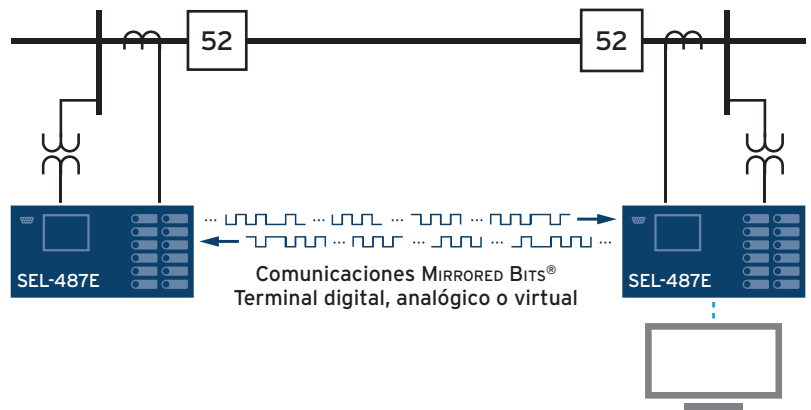 52
52
SEL-487E
SEL-487E
Comunicaciones MIRRORED BITS®
Terminal digital, analógico o virtual